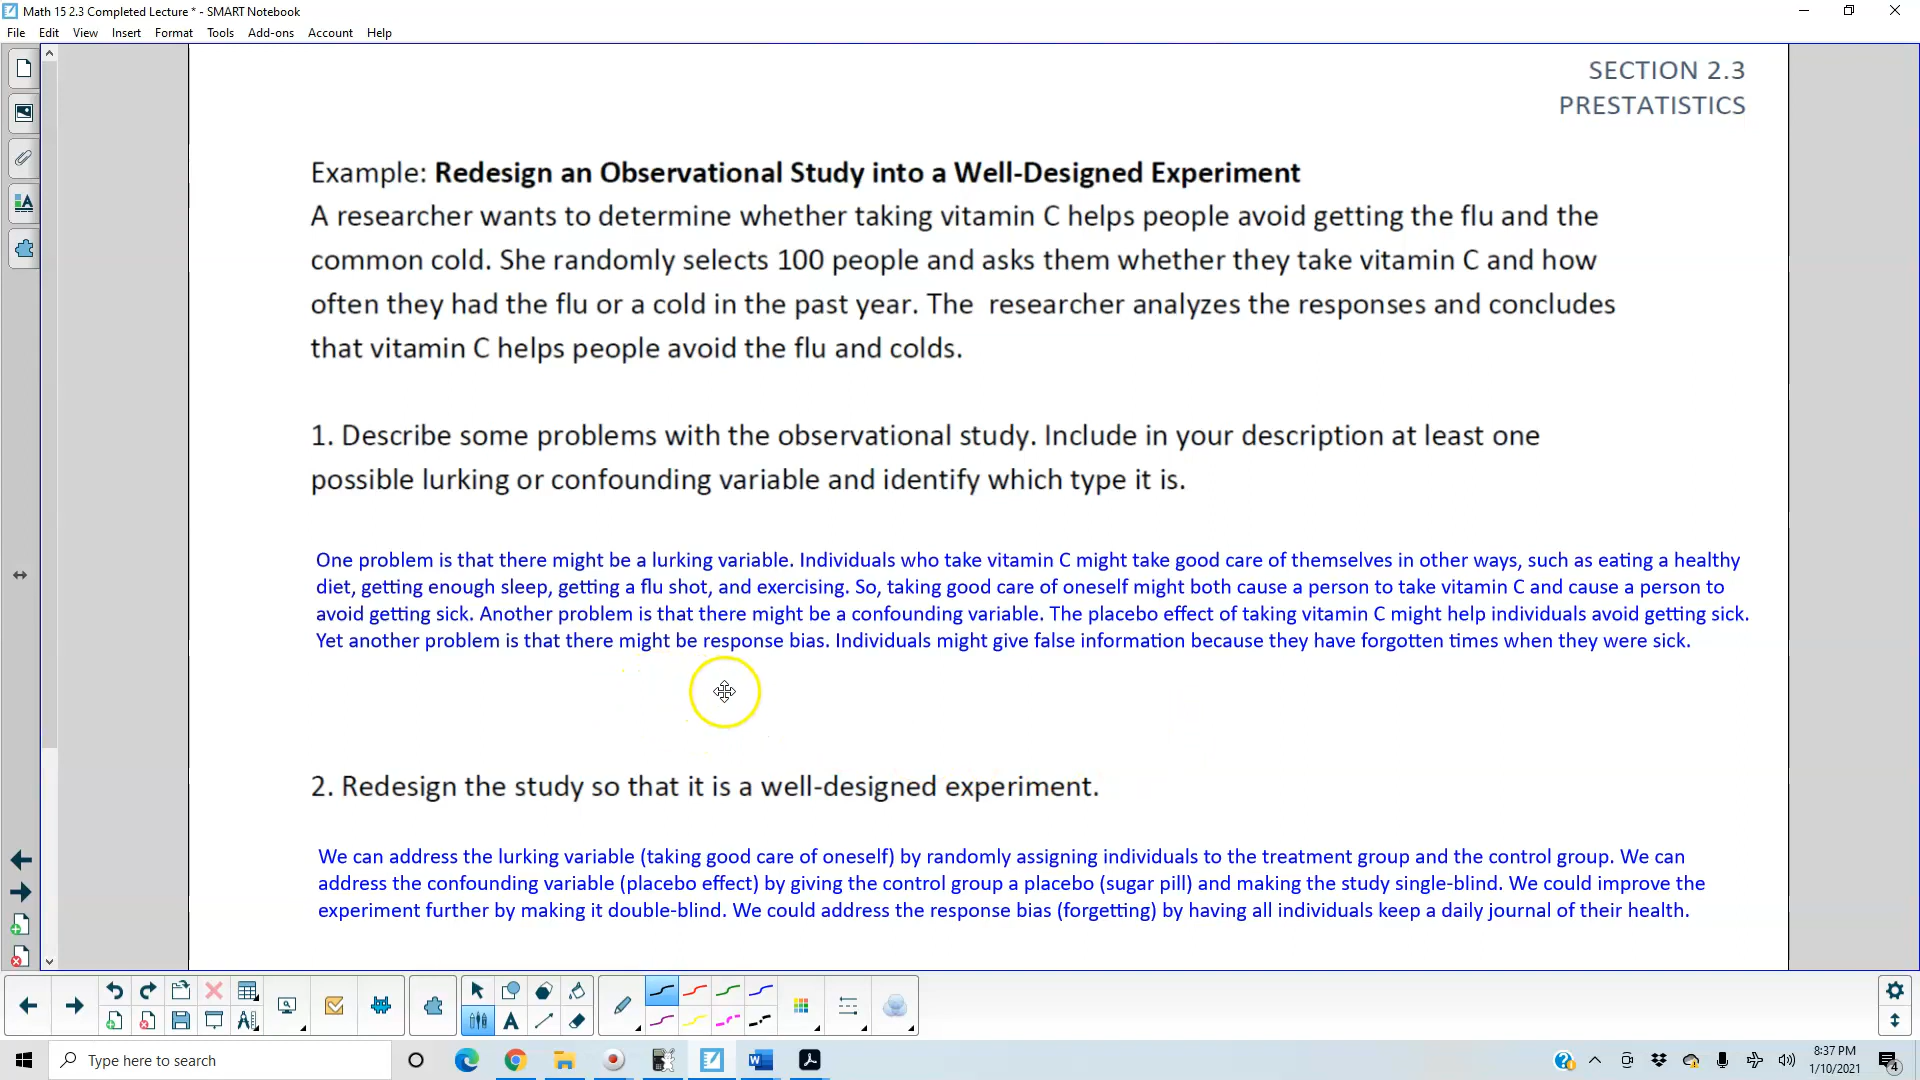 Math 15 2.3 Completed Lecture * - SMART Notebook
File Edit View Insert Format Tools Add-ons Account Help
SECTION 2.3
PRESTATISTICS
Example: Redesign an Observational Study into a Well-Designed Experiment
A researcher wants to determine whether taking vitamin C helps people avoid getting the flu and the
common cold. She randomly selects 100 people and asks them whether they take vitamin C and how
often they had the flu or a cold in the past year. The researcher analyzes the responses and concludes
that vitamin C helps people avoid the flu and colds.
1. Describe some problems with the observational study. Include in your description at least one
possible lurking or confounding variable and identify which type it is.
One problem is that there might be a lurking variable. Individuals who take vitamin C might take good care of themselves in other ways, such as eating a healthy
diet, getting enough sleep, getting a flu shot, and exercising. So, taking good care of oneself might both cause a person to take vitamin C and cause a person to
avoid getting sick. Another problem is that there might be a confounding variable. The placebo effect of taking vitamin C might help individuals avoid getting sick.
Yet another problem is that there might be response bias. Individuals might give false information because they have forgotten times when they were sick.
2. Redesign the study so that it is a well-designed experiment.
We can address the lurking variable (taking good care of oneself) by randomly assigning individuals to the treatment group and the control group. We can
address the confounding variable (placebo effect) by giving the control group a placebo (sugar pill) and making the study single-blind. We could improve the
experiment further by making it double-blind. We could address the response bias (forgetting) by having all individuals keep a daily journal of their health.
Type here to search
8:37 PM
1/10/2021
4